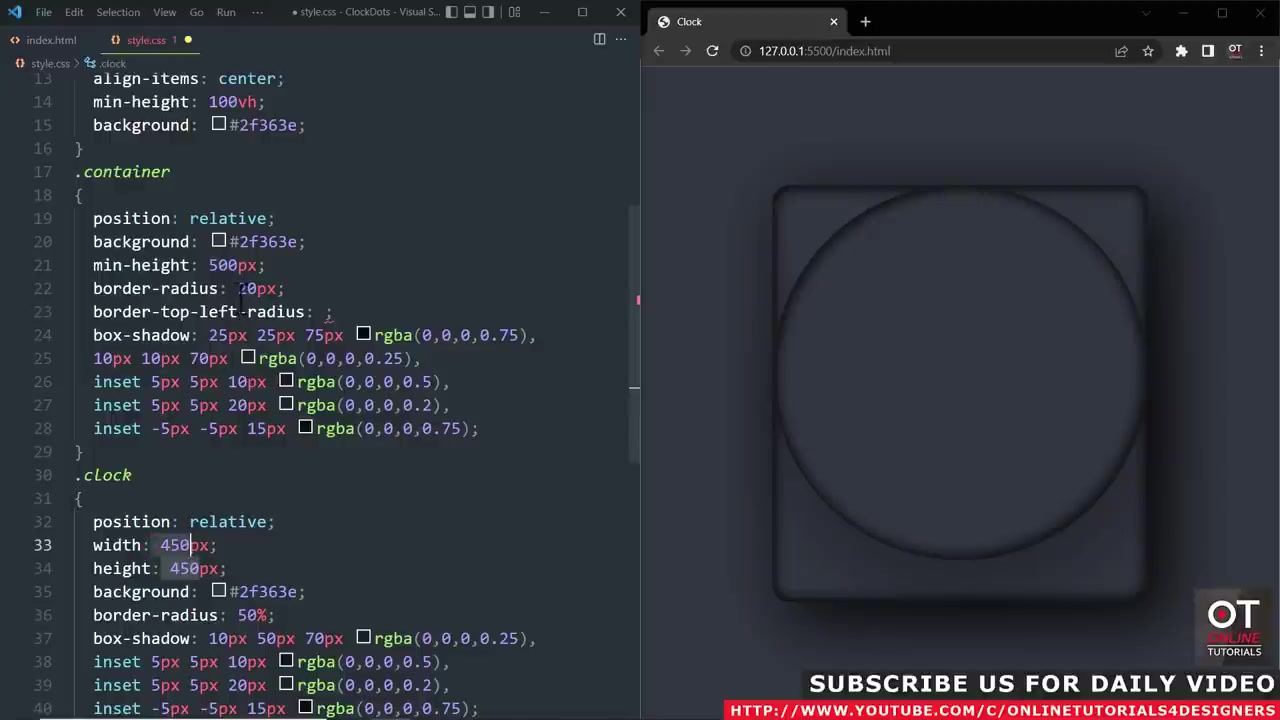 File Edit Selection View Go Run ··· ● style.css - ClockDots - Visual S...
index.html style.css 1 ●
style.css > .clock
13 align-items: center;
14 min-height: 100vh;
15 background: #2f363e;
16 }
17 .container
18 {
19 position: relative;
20 background: #2f363e;
21 min-height: 500px;
22 border-radius: 20px;
23 border-top-left-radius: ;
24 box-shadow: 25px 25px 75px rgba(0,0,0,0.75),
25 10px 10px 70px rgba(0,0,0,0.25),
26 inset 5px 5px 10px rgba(0,0,0,0.5),
27 inset 5px 5px 20px rgba(0,0,0,0.2),
28 inset -5px -5px 15px rgba(0,0,0,0.75);
29 }
30 .clock
31 {
32 position: relative;
33 width: 450px;
34 height: 450px;
35 background: #2f363e;
36 border-radius: 50%;
37 box-shadow: 10px 50px 70px rgba(0,0,0,0.25),
38 inset 5px 5px 10px rgba(0,0,0,0.5),
39 inset 5px 5px 20px rgba(0,0,0,0.2),
40 inset -5px -5px 15px rgba(0,0,0,0.75);
Clock
127.0.0.1:5500/index.html
OT
OT
ONLINE
TUTORIALS
SUBSCRIBE US FOR DAILY VIDEO
HTTP://WWW.YOUTUBE.COM/C/ONLINETUTORIALS4DESIGNERS